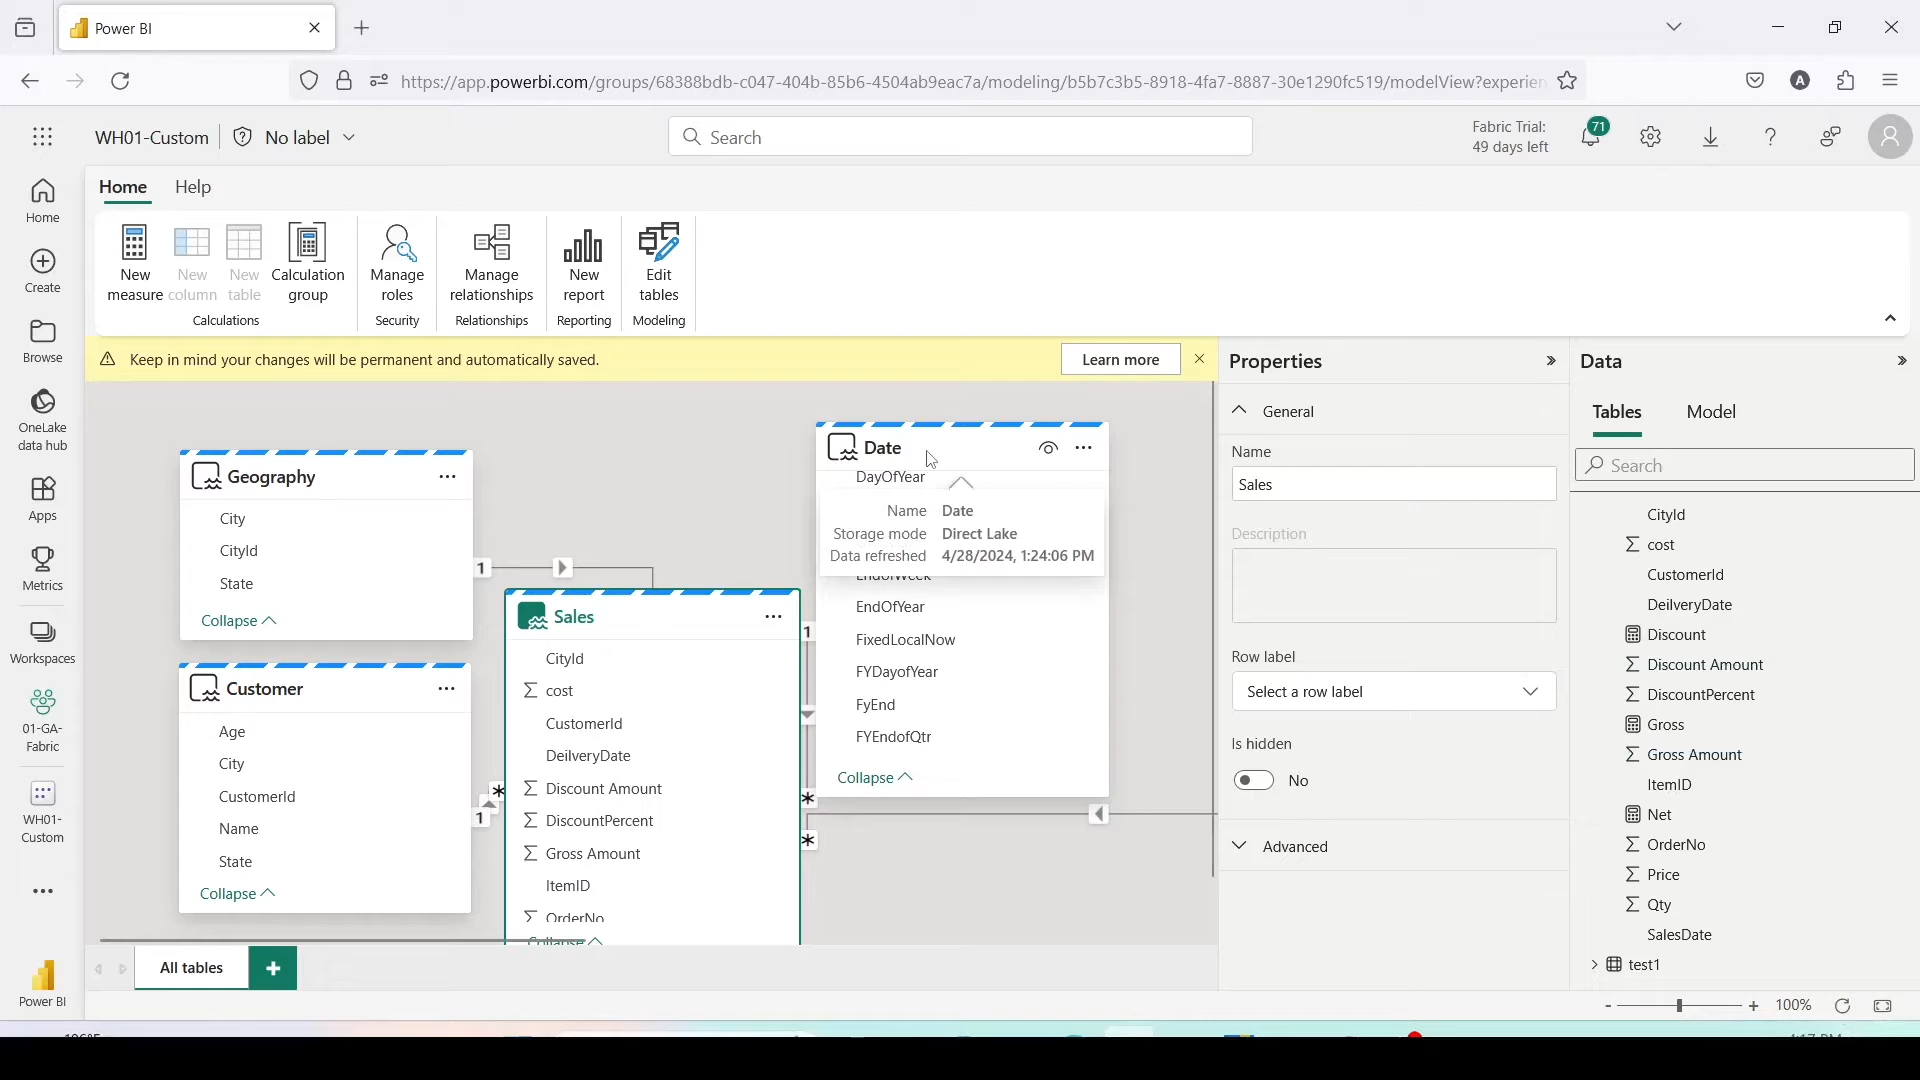 Power BI
https://app.powerbi.com/groups/68388bdb-c047-404b-85b6-4504ab9eac7a/modeling/b5b7c3b5-8918-4fa7-8887-30e1290fc519/modelView?experien
A
WH01-Custom
No label
Search
Fabric Trial:
49 days left
71
?
Home
Help
New
measure
New
column
New
table
Calculation
group
Calculations
Manage
roles
Security
Manage
relationships
Relationships
New
report
Reporting
Edit
tables
Modeling
Home
Create
Browse
OneLake
data hub
Apps
Metrics
Workspaces
01-GA-
Fabric
WH01-
Custom
Power BI
Keep in mind your changes will be permanent and automatically saved.
Learn more
Geography
City
CityId
State
Collapse
Customer
Age
City
CustomerId
Name
State
Collapse
1
1
*
Sales
CityId
cost
CustomerId
DeilveryDate
Discount Amount
DiscountPercent
Gross Amount
ItemID
OrderNo
Collapse
1
*
*
Date
DayOfYear
Name Date
Storage mode Direct Lake
Data refreshed 4/28/2024, 1:24:06 PM
EndofWeek
EndOfYear
FixedLocalNow
FYDayofYear
FyEnd
FYEndofQtr
Collapse
All tables
Properties
General
Name
Sales
Description
Row label
Select a row label
Is hidden
No
Advanced
Data
Tables
Model
Search
CityId
cost
CustomerId
DeilveryDate
Discount
Discount Amount
DiscountPercent
Gross
Gross Amount
ItemID
Net
OrderNo
Price
Qty
SalesDate
test1
- + 100%